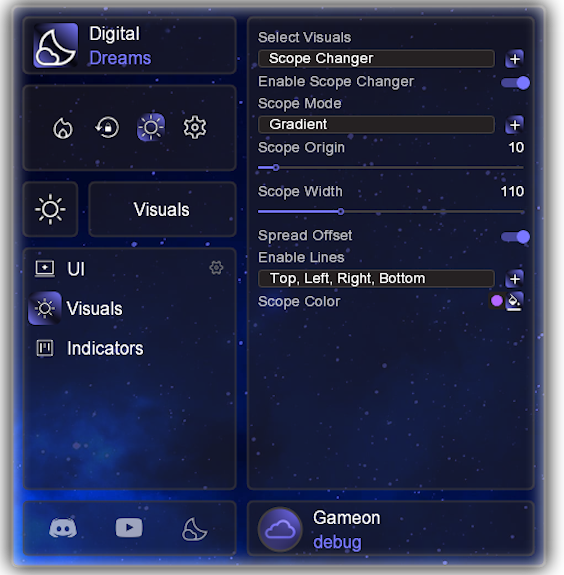 Digital
Dreams
Visuals
UI
Visuals
Indicators
Select Visuals
Scope Changer
Enable Scope Changer
Scope Mode
Gradient
Scope Origin 10
Scope Width 110
Spread Offset
Enable Lines
Top, Left, Right, Bottom
Scope Color
Gameon
debug